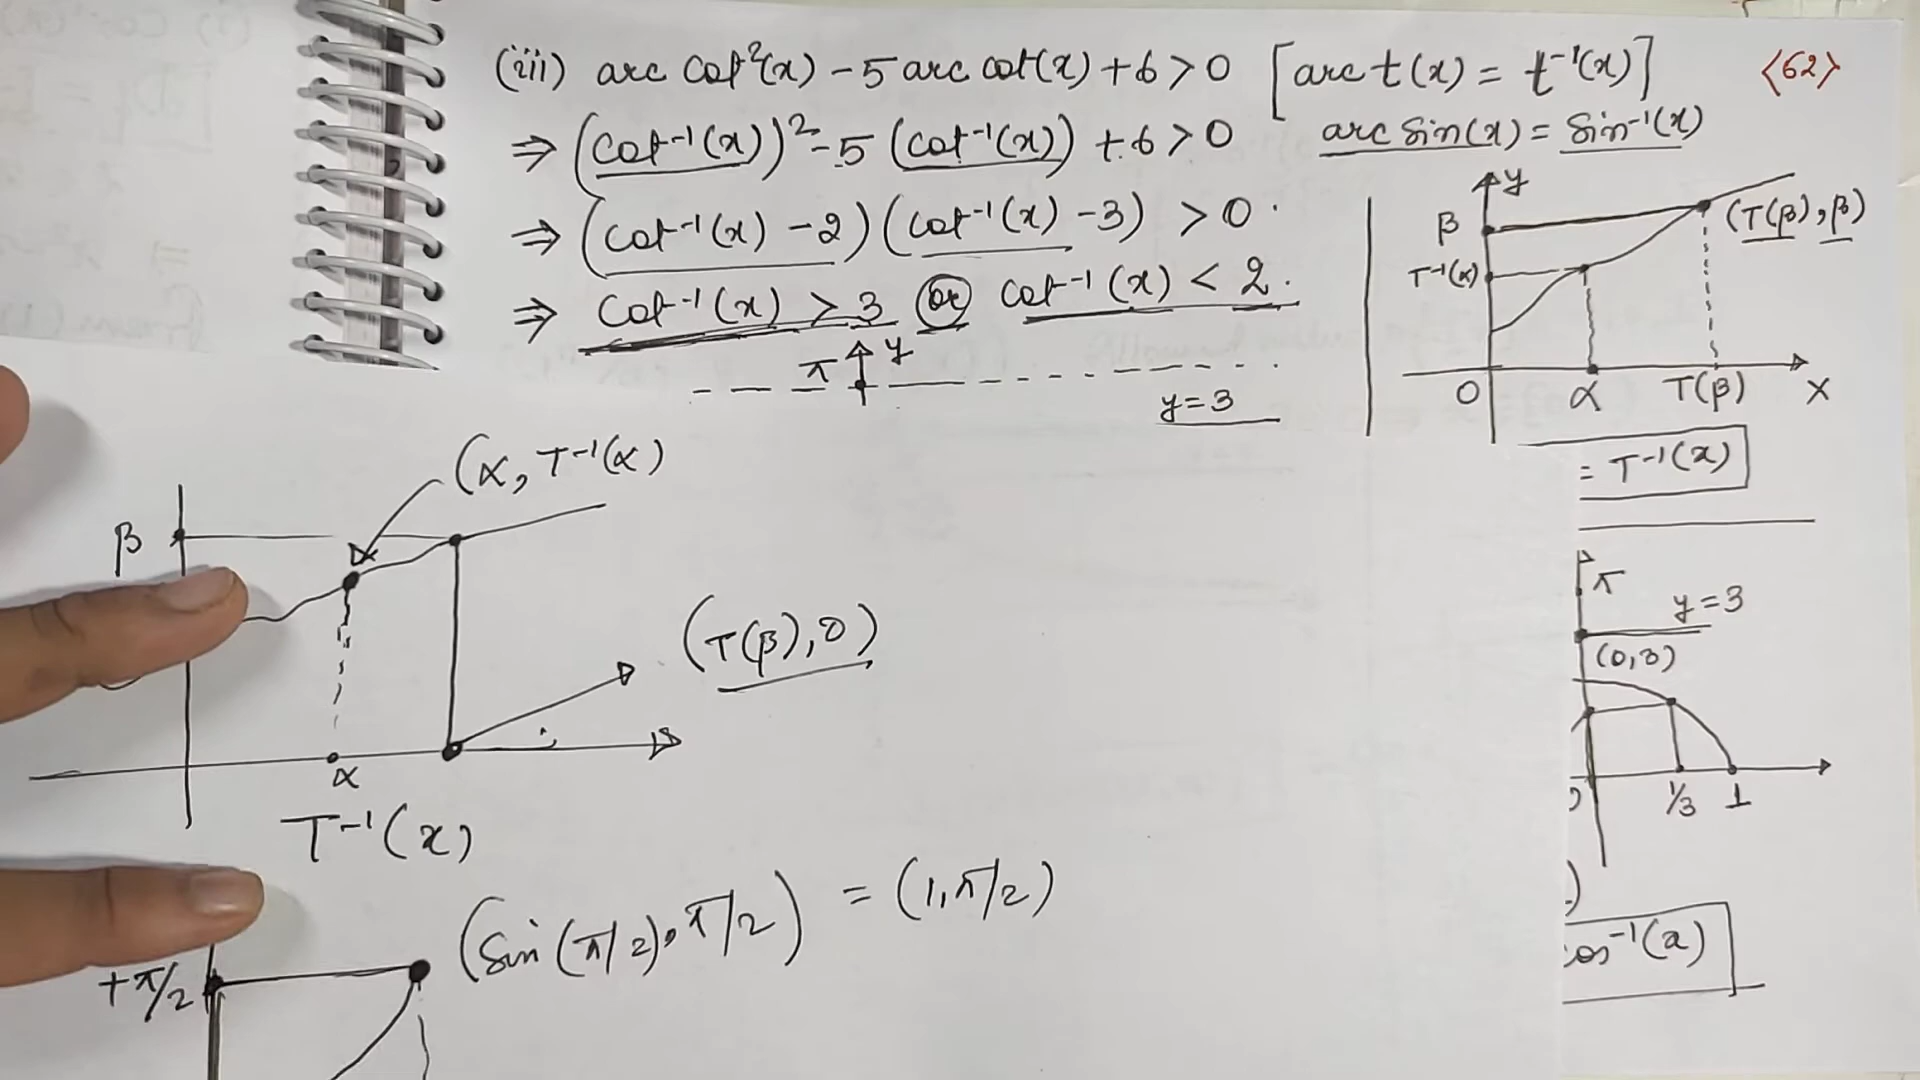 (iii) arc cot²(x) - 5 arc cot(x) + 6 > 0 [arc t(x) = t⁻¹(x)] <62>
⇒ (cot⁻¹(x))² - 5 (cot⁻¹(x)) + 6 > 0 arc sin(x) = sin⁻¹(x)
⇒ (cot⁻¹(x) - 2) (cot⁻¹(x) - 3) > 0
⇒ cot⁻¹(x) > 3 or cot⁻¹(x) < 2.
π y
y = 3
y
β (T(β), β)
T⁻¹(α)
O α T(β) X
= T⁻¹(x)
(α, T⁻¹(α)
β
(T(β), 0)
α
T⁻¹(x)
π
y = 3
(0,3)
1/3 1
(sin(π/2), π/2) = (1, π/2)
+π/2
cos⁻¹(a)